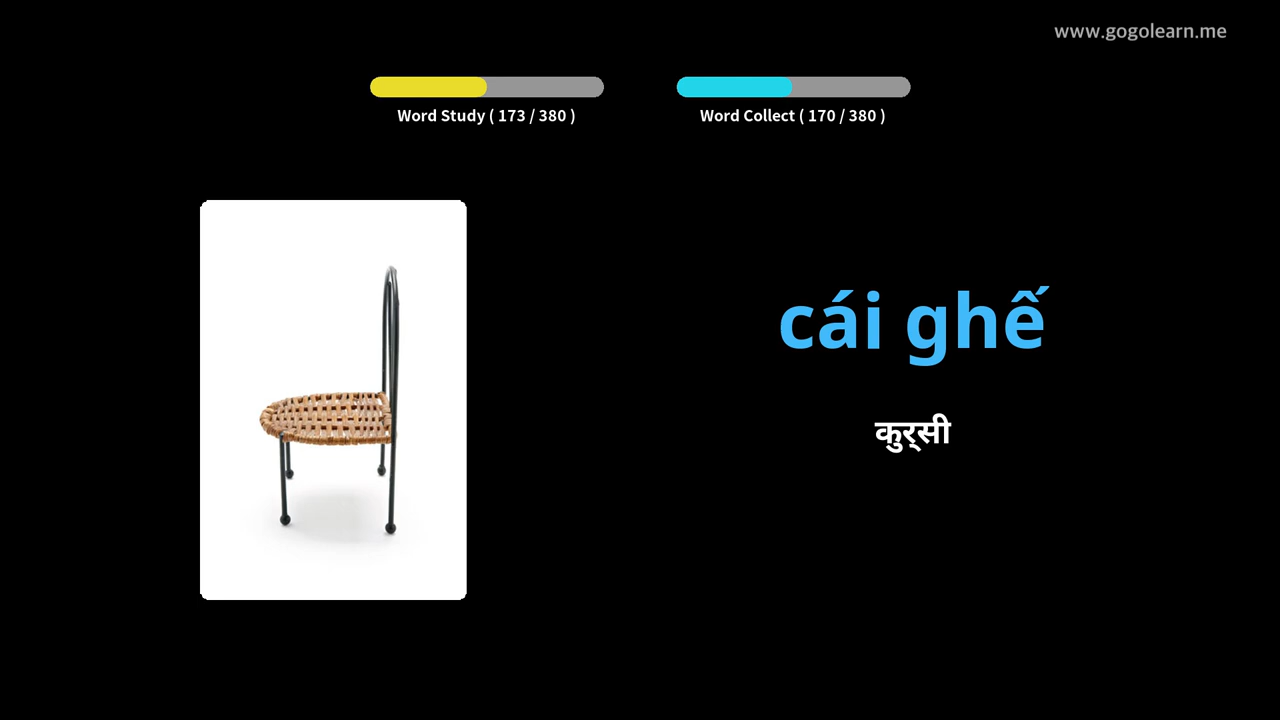 www.gogolearn.me
Word Study ( 173 / 380 )
Word Collect ( 170 / 380 )
cái ghế
कुर्सी